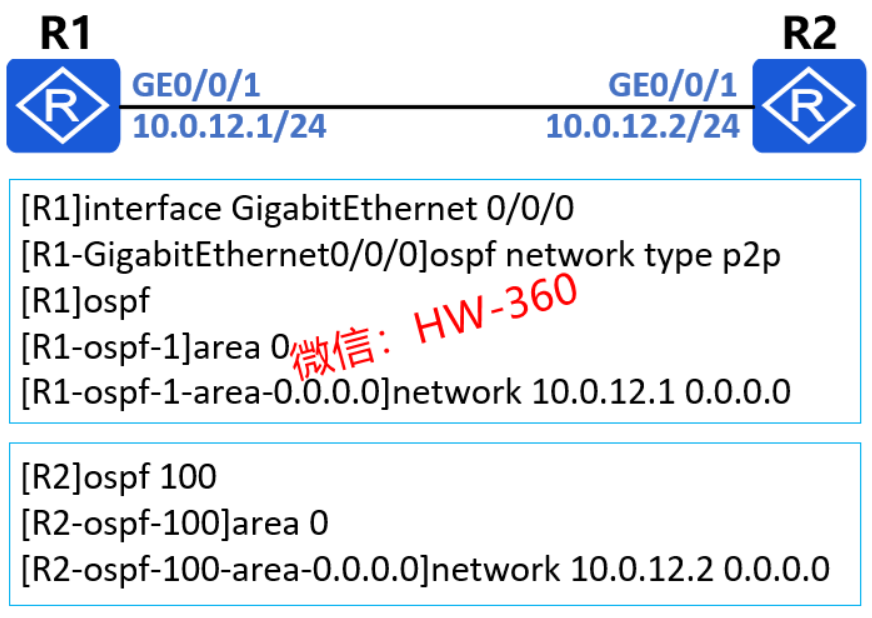 R1
R2
R
GE0/0/1
GE0/0/1
R
10.0.12.1/24
10.0.12.2/24
[R1]interface GigabitEthernet 0/0/0
[R1-GigabitEthernet0/0/0]ospf network type p2p
[R1]ospf
[R1-ospf-1]area 0
微信：HW-360
[R1-ospf-1-area-0.0.0.0]network 10.0.12.1 0.0.0.0
[R2]ospf 100
[R2-ospf-100]area 0
[R2-ospf-100-area-0.0.0.0]network 10.0.12.2 0.0.0.0